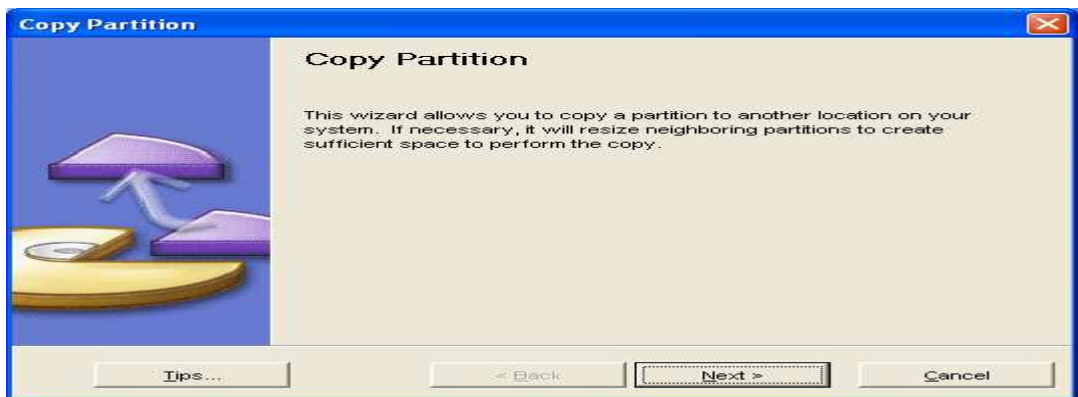 Copy Partition
Copy Partition
This wizard allows you to copy a partition to another location on your
system. If necessary, it will resize neighboring partitions to create
sufficient space to perform the copy.
Tips...
< Back
Next >
Cancel